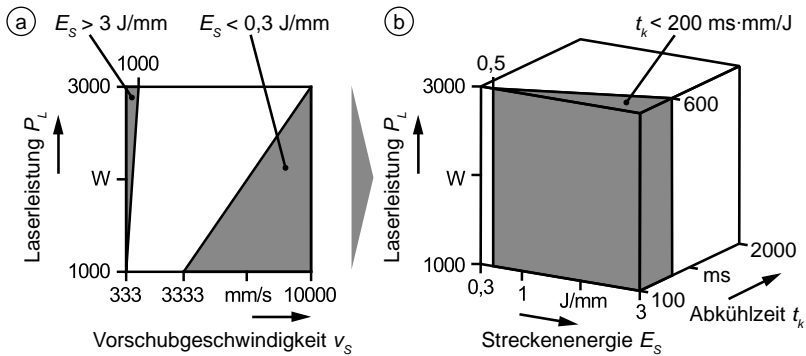 a
E_S > 3 J/mm
E_S < 0,3 J/mm
1000
3000
W
1000
Laserleistung P_L
333
3333
mm/s
10000
Vorschubgeschwindigkeit v_S
b
t_k < 200 ms·mm/J
0,5
3000
600
W
1000
Laserleistung P_L
0,3
1
J/mm
3
100
ms
2000
Streckenenergie E_S
Abkühlzeit t_k